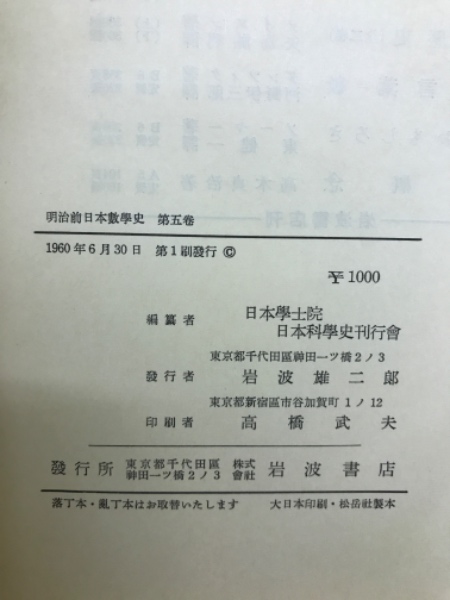 明治前日本數學史 第五卷
1960年6月30日 第1刷發行 ©
¥1000
編纂者 日本學士院
日本科學史刊行會
東京都千代田區神田一ツ橋2ノ3
發行者 岩波雄二郞
東京都新宿區市谷加賀町1ノ12
印刷者 高橋武夫
發行所 東京都千代田區神田一ツ橋2ノ3 株式會社 岩波書店
落丁本・亂丁本はお取替いたします 大日本印刷・松岳社製本